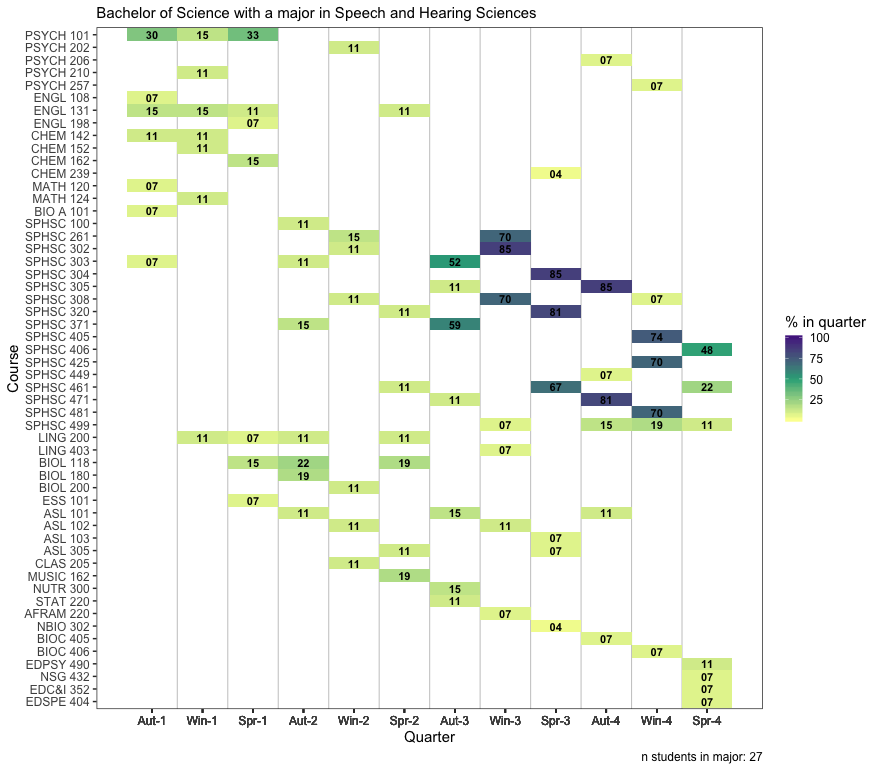 Bachelor of Science with a major in Speech and Hearing Sciences
PSYCH 101 30 15 33
PSYCH 202 11
PSYCH 206 07
PSYCH 210 11
PSYCH 257 07
ENGL 108 07
ENGL 131 15 15 11 11
ENGL 198 07
CHEM 142 11 11
CHEM 152 11
CHEM 162 15
CHEM 239 04
MATH 120 07
MATH 124 11
BIO A 101 07
SPHSC 100 11
SPHSC 261 15 70
SPHSC 302 11 85
SPHSC 303 07 11 52
SPHSC 304 85
SPHSC 305 11 85
SPHSC 308 11 70 07
SPHSC 320 11 81
SPHSC 371 15 59
SPHSC 405 74
SPHSC 406 48
SPHSC 425 70
SPHSC 449 07
SPHSC 461 11 67 22
SPHSC 471 11 81
SPHSC 481 70
SPHSC 499 07 15 19 11
LING 200 11 07 11 11
LING 403 07
BIOL 118 15 22 19
BIOL 180 19
BIOL 200 11
ESS 101 07
ASL 101 11 15 11
ASL 102 11 11
ASL 103 07
ASL 305 11 07
CLAS 205 11
MUSIC 162 19
NUTR 300 15
STAT 220 11
AFRAM 220 07
NBIO 302 04
BIOC 405 07
BIOC 406 07
EDPSY 490 11
NSG 432 07
EDC&I 352 07
EDSPE 404 07
Course
Aut-1 Win-1 Spr-1 Aut-2 Win-2 Spr-2 Aut-3 Win-3 Spr-3 Aut-4 Win-4 Spr-4
Quarter
% in quarter
100
75
50
25
n students in major: 27